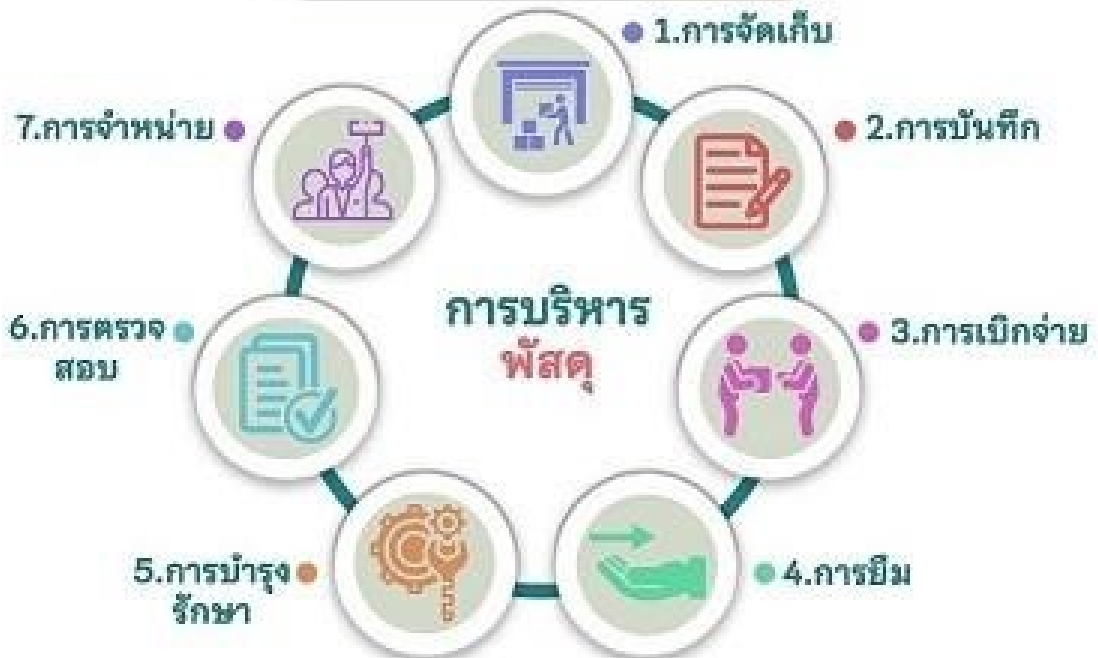 1.การจัดเก็บ
2.การบันทึก
3.การเบิกจ่าย
4.การยืม
5.การบำรุง
รักษา
6.การตรวจ
สอบ
7.การจำหน่าย
การบริหาร
พัสดุ